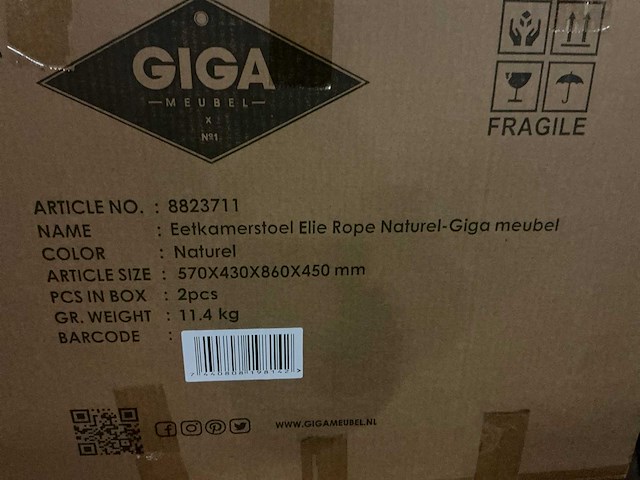 GIGA
MEUBEL
X
Nº1
FRAGILE
ARTICLE NO. : 8823711
NAME : Eetkamerstoel Elie Rope Naturel-Giga meubel
COLOR : Naturel
ARTICLE SIZE : 570X430X860X450 mm
PCS IN BOX : 2pcs
GR. WEIGHT : 11.4 kg
BARCODE :
WWW.GIGAMEUBEL.NL